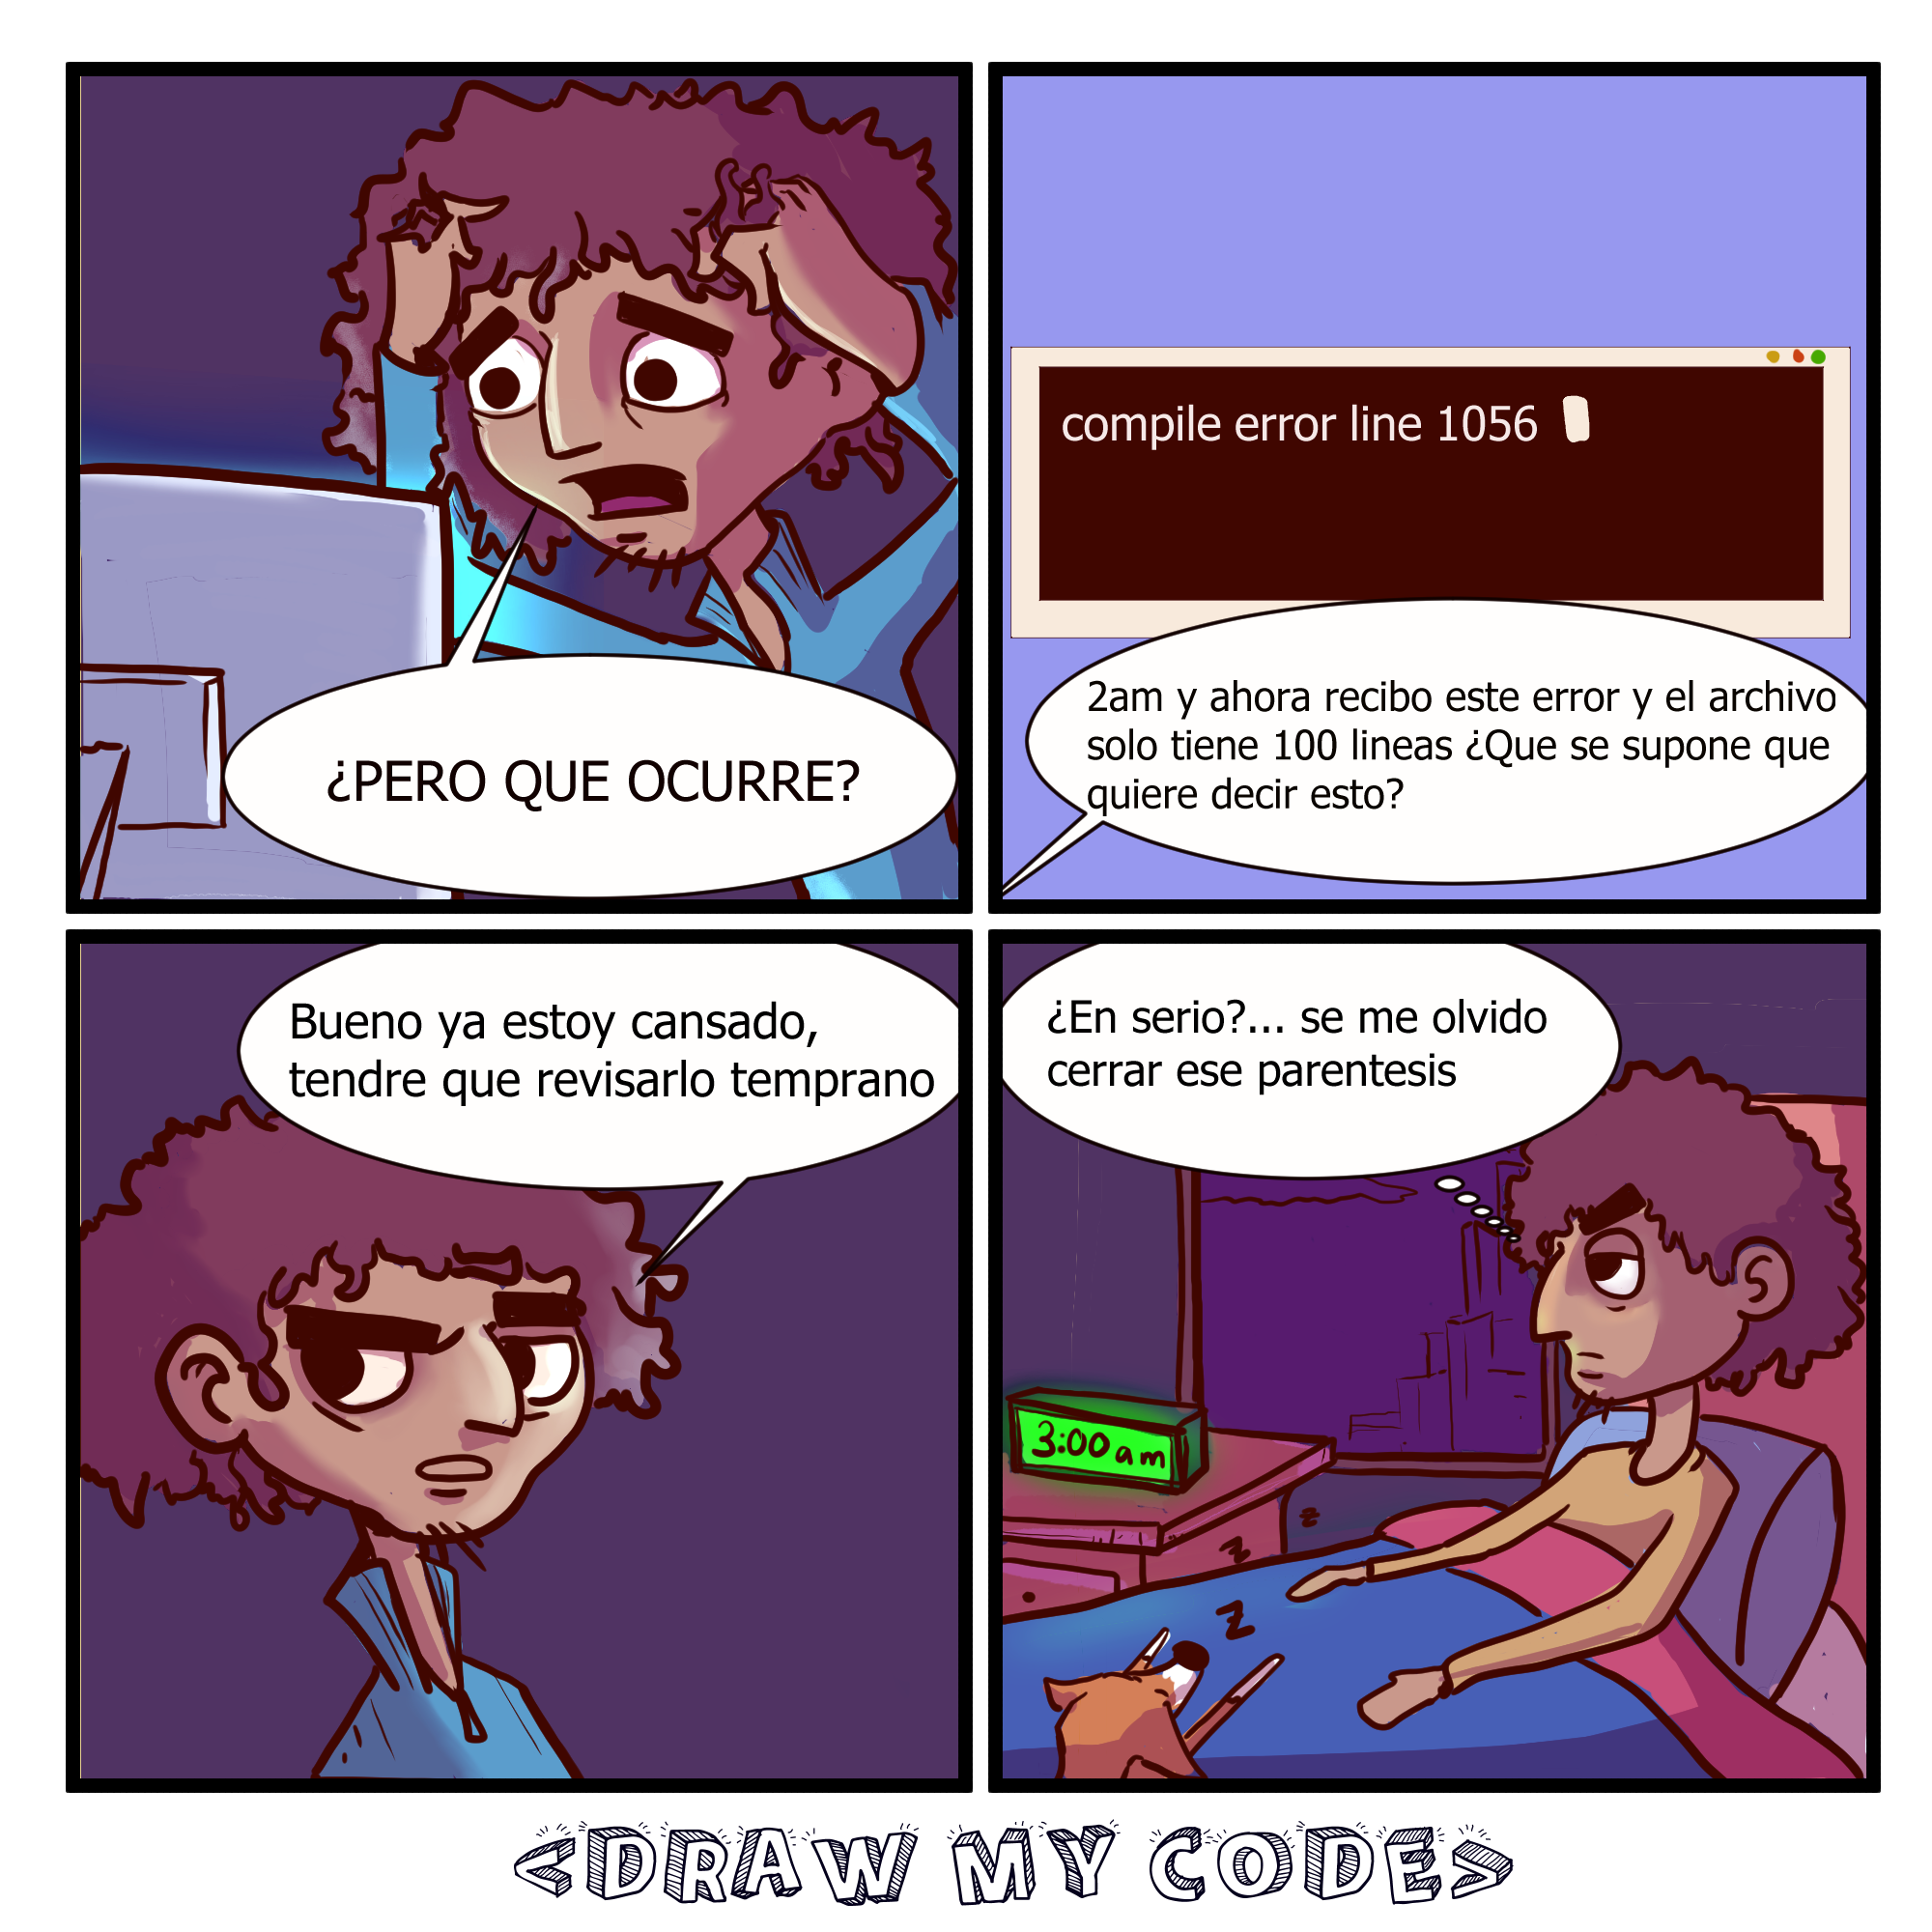 ¿PERO QUE OCURRE?
compile error line 1056
2am y ahora recibo este error y el archivo
solo tiene 100 lineas ¿Que se supone que
quiere decir esto?
Bueno ya estoy cansado,
tendre que revisarlo temprano
¿En serio?... se me olvido
cerrar ese parentesis
3:00 am
z
z
z
<DRAW MY CODE>